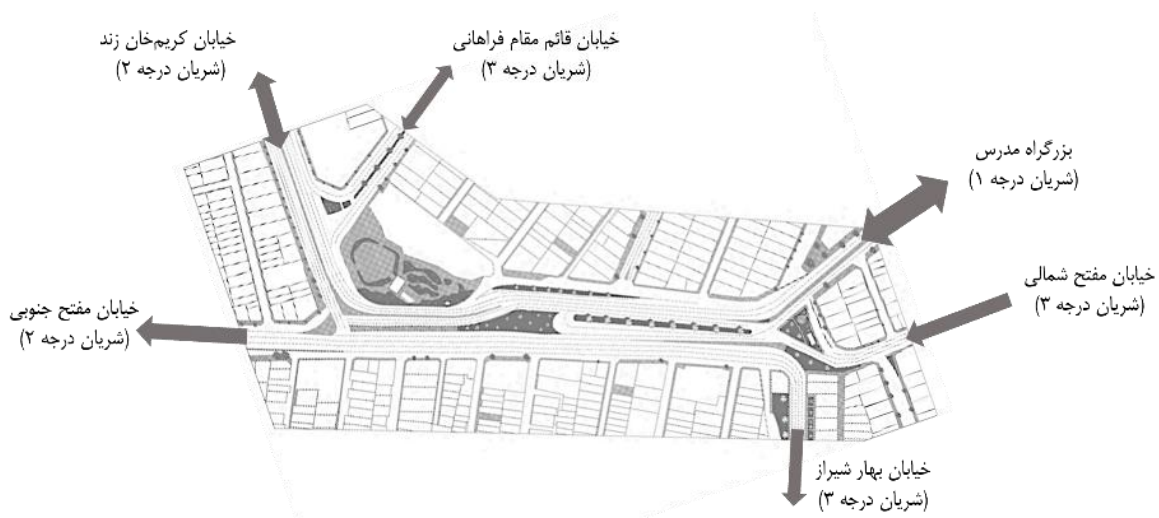 خیابان کریم‌خان زند
(شریان درجه ۲)
خیابان قائم مقام فراهانی
(شریان درجه ۳)
بزرگراه مدرس
(شریان درجه ۱)
خیابان مفتح شمالی
(شریان درجه ۳)
خیابان مفتح جنوبی
(شریان درجه ۲)
خیابان بهار شیراز
(شریان درجه ۳)